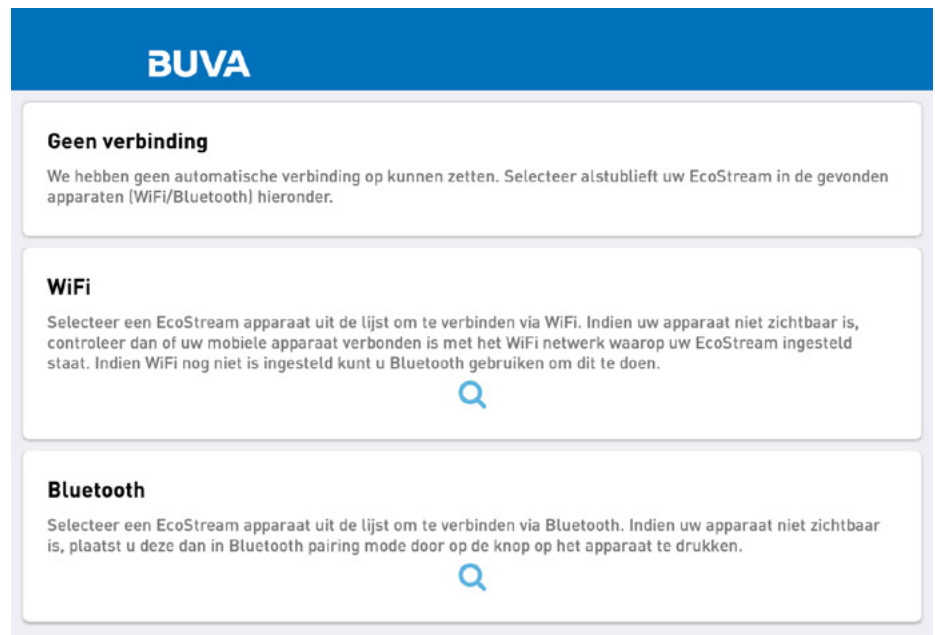 BUVA
Geen verbinding
We hebben geen automatische verbinding op kunnen zetten. Selecteer alstublieft uw EcoStream in de gevonden
apparaten (WiFi/Bluetooth) hieronder.
WiFi
Selecteer een EcoStream apparaat uit de lijst om te verbinden via WiFi. Indien uw apparaat niet zichtbaar is,
controleer dan of uw mobiele apparaat verbonden is met het WiFi netwerk waarop uw EcoStream ingesteld
staat. Indien WiFi nog niet is ingesteld kunt u Bluetooth gebruiken om dit te doen.
Bluetooth
Selecteer een EcoStream apparaat uit de lijst om te verbinden via Bluetooth. Indien uw apparaat niet zichtbaar
is, plaatst u deze dan in Bluetooth pairing mode door op de knop op het apparaat te drukken.